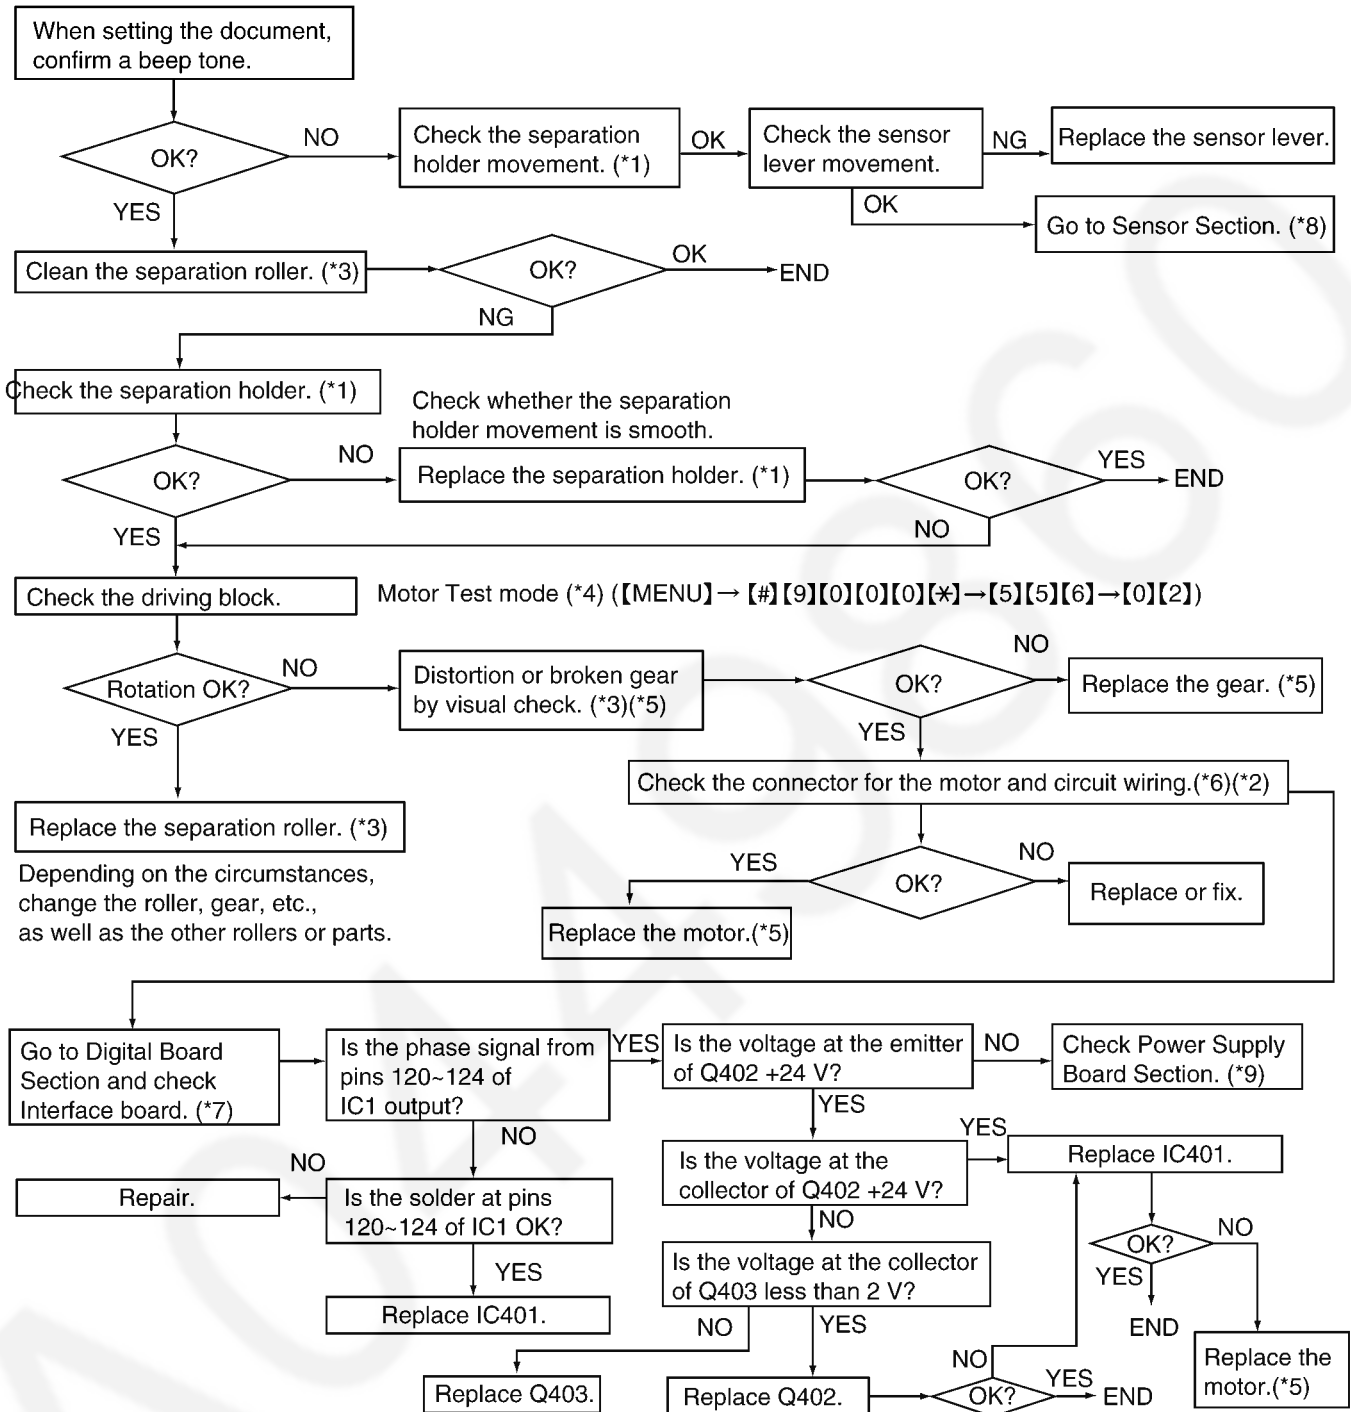 When setting the document,
confirm a beep tone.
OK?
NO
Check the separation
holder movement. (*1)
OK
Check the sensor
lever movement.
NG
Replace the sensor lever.
OK
Go to Sensor Section. (*8)
YES
Clean the separation roller. (*3)
OK?
OK
END
NG
Check the separation holder. (*1)
Check whether the separation
holder movement is smooth.
OK?
NO
Replace the separation holder. (*1)
OK?
YES
END
YES
NO
Check the driving block.
Motor Test mode (*4) (【MENU】→【#】【9】【0】【0】【0】【*】→【5】【5】【6】→【0】【2】)
Rotation OK?
NO
Distortion or broken gear
by visual check. (*3)(*5)
OK?
NO
Replace the gear. (*5)
YES
YES
Check the connector for the motor and circuit wiring.(*6)(*2)
Replace the separation roller. (*3)
Depending on the circumstances,
change the roller, gear, etc.,
as well as the other rollers or parts.
YES
OK?
NO
Replace or fix.
Replace the motor.(*5)
Go to Digital Board
Section and check
Interface board. (*7)
Is the phase signal from
pins 120~124 of
IC1 output?
YES
Is the voltage at the emitter
of Q402 +24 V?
NO
Check Power Supply
Board Section. (*9)
YES
NO
Is the voltage at the
collector of Q402 +24 V?
YES
Replace IC401.
NO
Repair.
Is the solder at pins
120~124 of IC1 OK?
NO
OK?
NO
YES
Is the voltage at the collector
of Q403 less than 2 V?
YES
END
Replace IC401.
NO
YES
Replace the
motor.(*5)
Replace Q403.
Replace Q402.
NO
OK?
YES
END
10449860